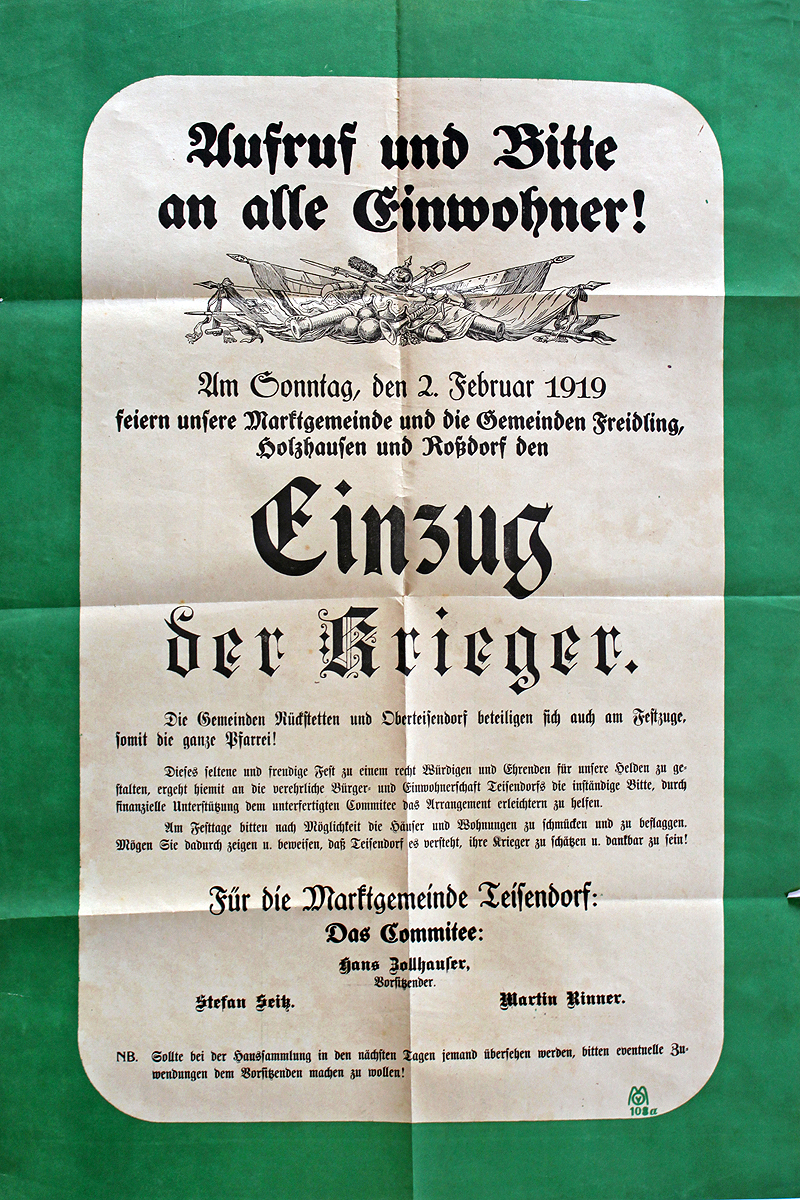 Aufruf und Bitte
an alle Einwohner!
Am Sonntag, den 2. Februar 1919
feiern unsere Marktgemeinde und die Gemeinden Freidling,
Holzhausen und Roßdorf den
Einzug
der Krieger.
Die Gemeinden Rückstetten und Oberteisendorf beteiligen sich auch am Festzuge,
somit die ganze Pfarrei!
Dieses seltene und freudige Fest zu einem recht Würdigen und Ehrenden für unsere Helden zu ge-
stalten, ergeht hiemit an die verehrliche Bürger- und Einwohnerschaft Teisendorfs die inständige Bitte, durch
finanzielle Unterstützung dem unterfertigten Commitee das Arrangement erleichtern zu helfen.
Am Festtage bitten nach Möglichkeit die Häuser und Wohnungen zu schmücken und zu beflaggen.
Mögen Sie dadurch zeigen u. beweisen, daß Teisendorf es versteht, ihre Krieger zu schätzen u. dankbar zu sein!
Für die Marktgemeinde Teisendorf:
Das Commitee:
Hans Zollhauser,
Vorsitzender.
Stefan Seitz. Martin Rinner.
NB. Sollte bei der Haussammlung in den nächsten Tagen jemand übersehen werden, bitten eventuelle Zu-
wendungen dem Vorsitzenden machen zu wollen!
108a